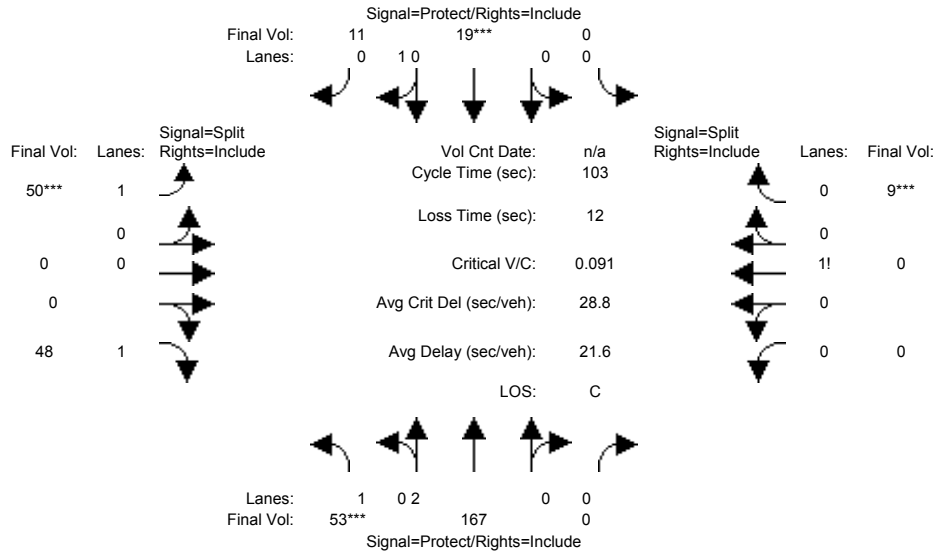 Signal=Protect/Rights=Include
Final Vol: 11 19*** 0
Lanes: 0 1 0 0 0
Signal=Split Signal=Split
Final Vol: Lanes: Rights=Include Vol Cnt Date: n/a Rights=Include Lanes: Final Vol:
Cycle Time (sec): 103
50*** 1 0 9***
Loss Time (sec): 12
0 0
0 0 Critical V/C: 0.091 1! 0
0 Avg Crit Del (sec/veh): 28.8 0
48 1 Avg Delay (sec/veh): 21.6 0 0
LOS: C
Lanes: 1 0 2 0 0
Final Vol: 53*** 167 0
Signal=Protect/Rights=Include